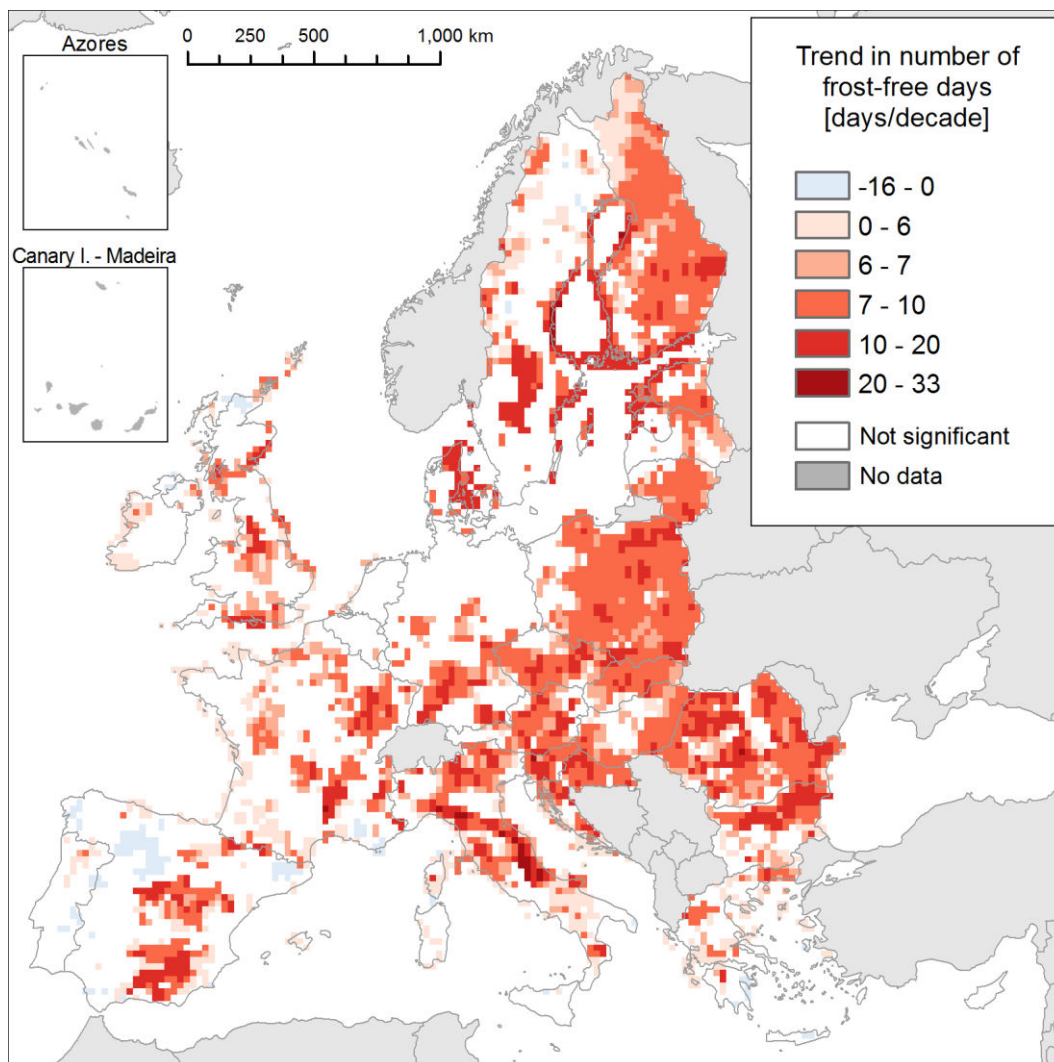 Azores
0 250 500 1,000 km
Canary I. - Madeira
Trend in number of
frost-free days
[days/decade]
-16 - 0
0 - 6
6 - 7
7 - 10
10 - 20
20 - 33
Not significant
No data